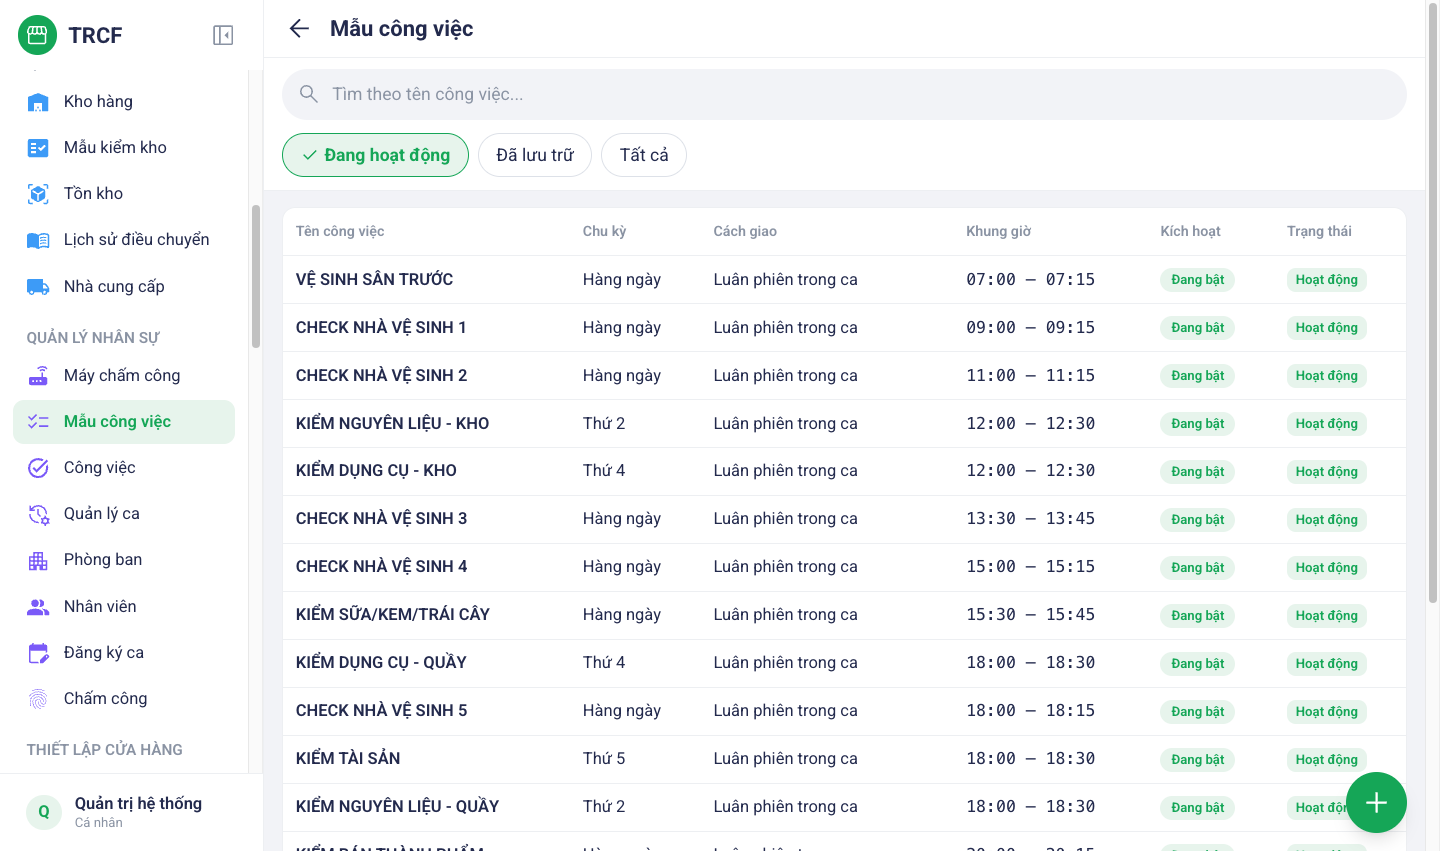 TRCF
Kho hàng
Mẫu kiểm kho
Tồn kho
Lịch sử điều chuyển
Nhà cung cấp
QUẢN LÝ NHÂN SỰ
Máy chấm công
Mẫu công việc
Công việc
Quản lý ca
Phòng ban
Nhân viên
Đăng ký ca
Chấm công
THIẾT LẬP CỬA HÀNG
Q
Quản trị hệ thống
Cá nhân
Mẫu công việc
Tìm theo tên công việc...
Đang hoạt động Đã lưu trữ Tất cả
Tên công việc Chu kỳ Cách giao Khung giờ Kích hoạt Trạng thái
VỆ SINH SÂN TRƯỚC Hàng ngày Luân phiên trong ca 07:00 – 07:15 Đang bật Hoạt động
CHECK NHÀ VỆ SINH 1 Hàng ngày Luân phiên trong ca 09:00 – 09:15 Đang bật Hoạt động
CHECK NHÀ VỆ SINH 2 Hàng ngày Luân phiên trong ca 11:00 – 11:15 Đang bật Hoạt động
KIỂM NGUYÊN LIỆU - KHO Thứ 2 Luân phiên trong ca 12:00 – 12:30 Đang bật Hoạt động
KIỂM DỤNG CỤ - KHO Thứ 4 Luân phiên trong ca 12:00 – 12:30 Đang bật Hoạt động
CHECK NHÀ VỆ SINH 3 Hàng ngày Luân phiên trong ca 13:30 – 13:45 Đang bật Hoạt động
CHECK NHÀ VỆ SINH 4 Hàng ngày Luân phiên trong ca 15:00 – 15:15 Đang bật Hoạt động
KIỂM SỮA/KEM/TRÁI CÂY Hàng ngày Luân phiên trong ca 15:30 – 15:45 Đang bật Hoạt động
KIỂM DỤNG CỤ - QUẦY Thứ 4 Luân phiên trong ca 18:00 – 18:30 Đang bật Hoạt động
CHECK NHÀ VỆ SINH 5 Hàng ngày Luân phiên trong ca 18:00 – 18:15 Đang bật Hoạt động
KIỂM TÀI SẢN Thứ 5 Luân phiên trong ca 18:00 – 18:30 Đang bật Hoạt động
KIỂM NGUYÊN LIỆU - QUẦY Thứ 2 Luân phiên trong ca 18:00 – 18:30 Đang bật